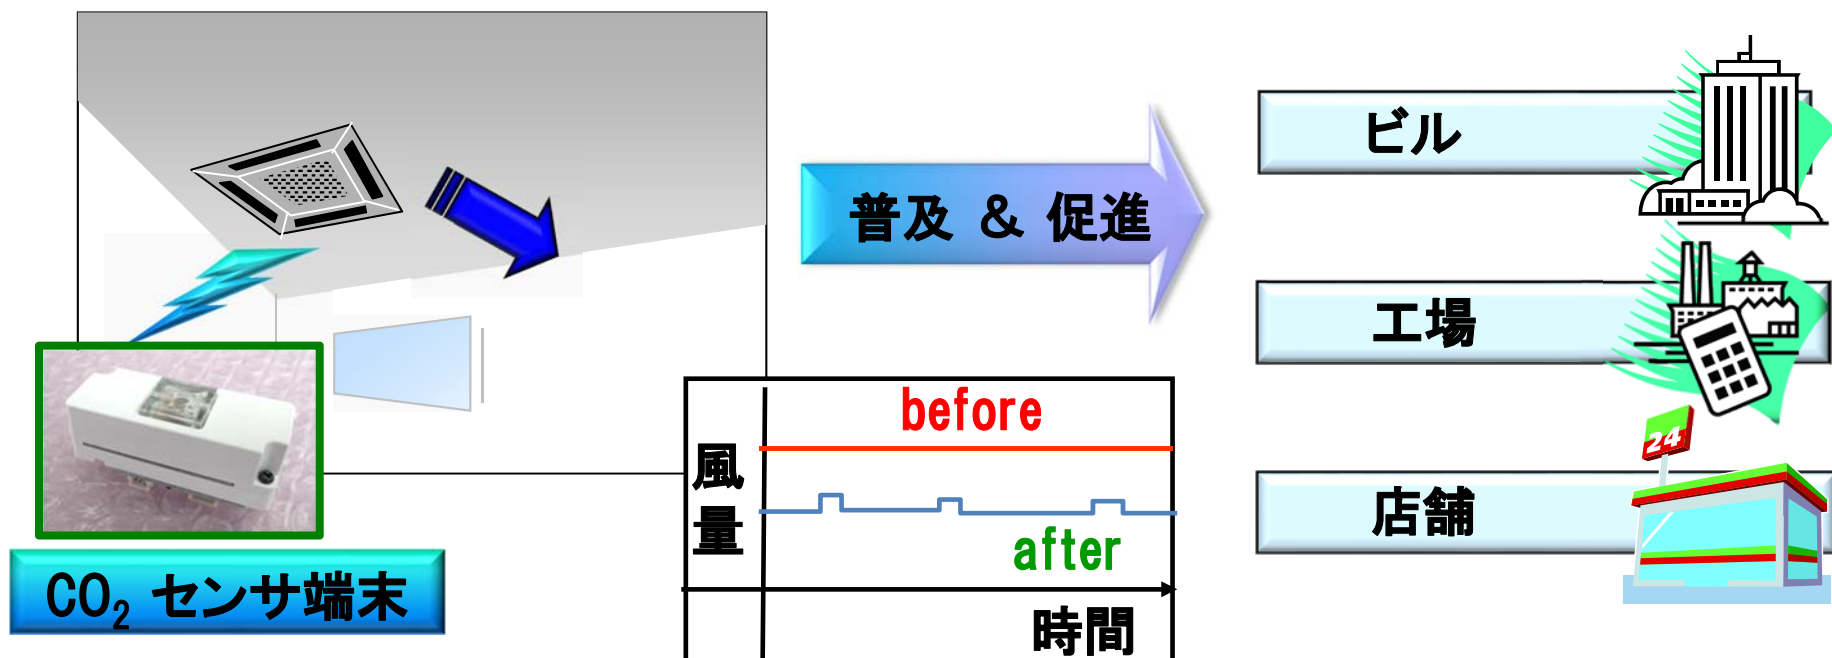 CO₂ センサ端末
普及 & 促進
風量
before
after
時間
ビル
工場
24
店舗